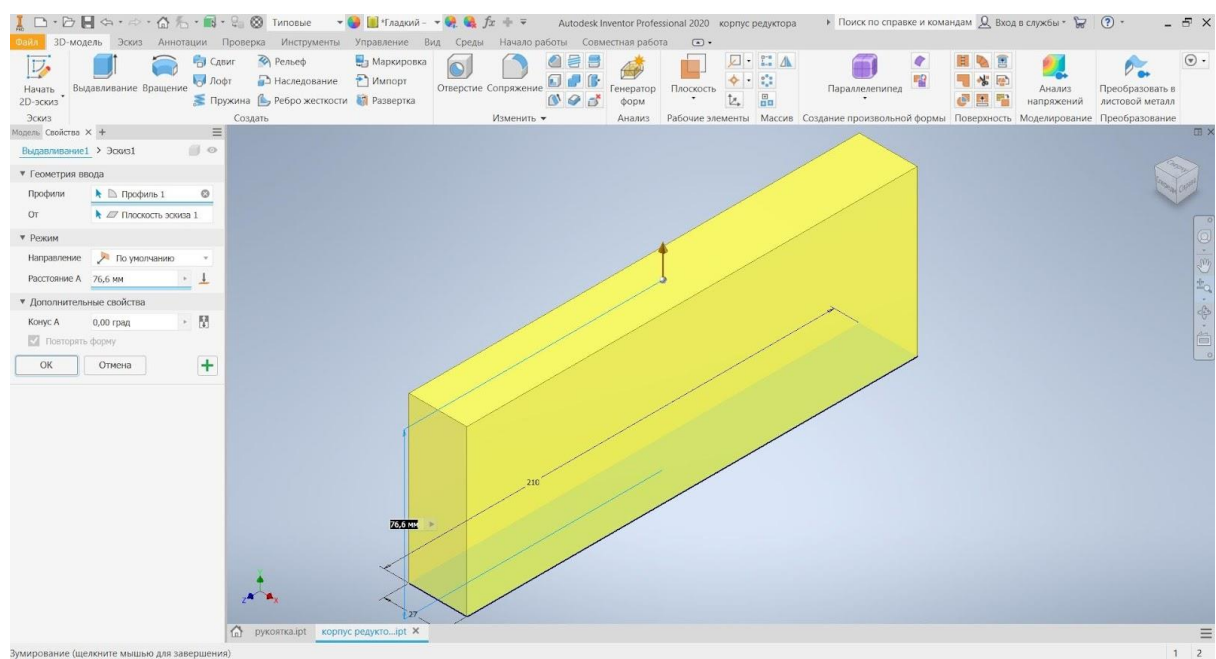 Типовые *Гладкий - Autodesk Inventor Professional 2020 корпус редуктора Поиск по справке и командам Вход в службы
Файл 3D-модель Эскиз Аннотации Проверка Инструменты Управление Вид Среды Начало работы Совместная работа
Начать 2D-эскиз
Выдавливание Вращение
Сдвиг Рельеф Маркировка
Лофт Наследование Импорт
Пружина Ребро жесткости Развертка
Отверстие Сопряжение
Генератор форм
Плоскость
Параллелепипед
Анализ напряжений
Преобразовать в листовой металл
Эскиз Создать Изменить Анализ Рабочие элементы Массив Создание произвольной формы Поверхность Моделирование Преобразование
Модель Свойства X +
Выдавливание1 > Эскиз1
Геометрия ввода
Профили Профиль 1
От Плоскость эскиза 1
Режим
Направление По умолчанию
Расстояние A 76,6 мм
Дополнительные свойства
Конус A 0,00 град
Повторять форму
ОК Отмена +
210
76,6 мм
27
Z Y X
рукоятка.ipt корпус редукто...ipt X
Зумирование (щелкните мышью для завершения) 1 2